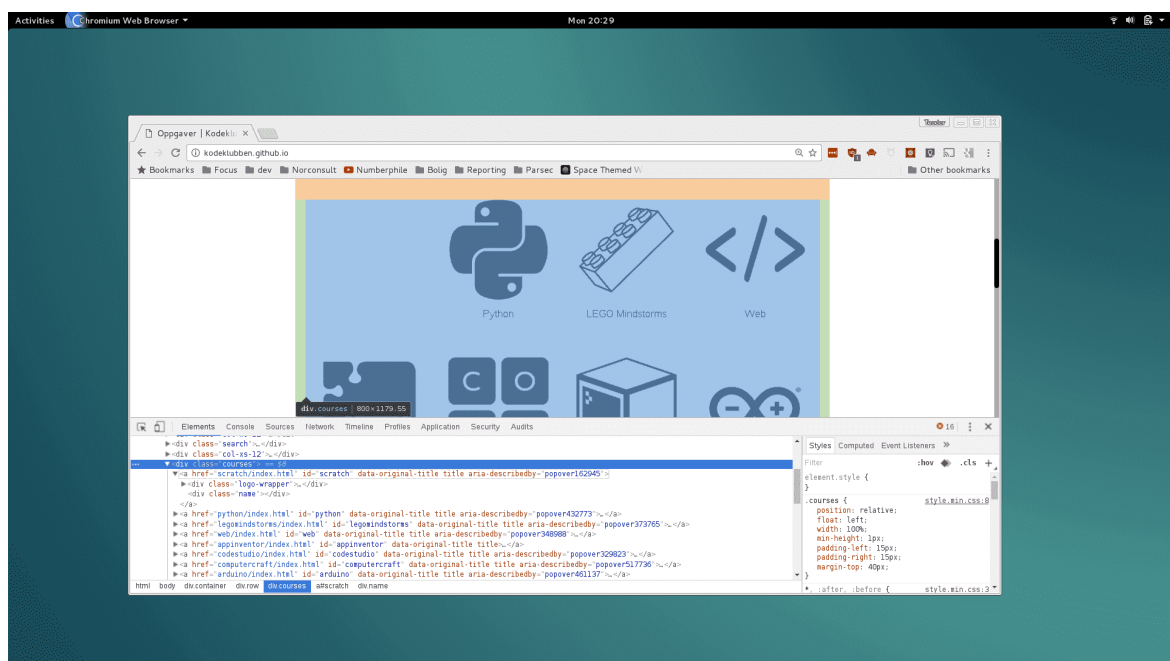 Activities Chromium Web Browser Mon 20:29
Oppgaver | Kodeklu
kodeklubben.github.io
Bookmarks Focus dev Norconsult Numberphile Bolig Reporting Parsec Space Themed W Other bookmarks
Python LEGO Mindstorms Web
C O
div.courses | 800×1179.55
Elements Console Sources Network Timeline Profiles Application Security Audits 16
<div class="search">…</div>
<div class="col-xs-12">…</div>
<div class="courses"> == $0
<a href="scratch/index.html" id="scratch" data-original-title title aria-describedby="popover162945">
<div class="logo-wrapper">…</div>
<div class="name"></div>
</a>
<a href="python/index.html" id="python" data-original-title title aria-describedby="popover432773">…</a>
<a href="legomindstorms/index.html" id="legomindstorms" data-original-title title aria-describedby="popover373765">…</a>
<a href="web/index.html" id="web" data-original-title title aria-describedby="popover348988">…</a>
<a href="appinventor/index.html" id="appinventor" data-original-title title>…</a>
<a href="codestudio/index.html" id="codestudio" data-original-title title aria-describedby="popover329823">…</a>
<a href="computercraft/index.html" id="computercraft" data-original-title title aria-describedby="popover517736">…</a>
<a href="arduino/index.html" id="arduino" data-original-title title aria-describedby="popover461137">…</a>
html body div.container div.row div.courses a#scratch div.name
Styles Computed Event Listeners »
Filter :hov .cls +
element.style {
}
.courses { style.min.css:8
position: relative;
float: left;
width: 100%;
min-height: 1px;
padding-left: 15px;
padding-right: 15px;
margin-top: 40px;
}
*, :after, :before { style.min.css:3